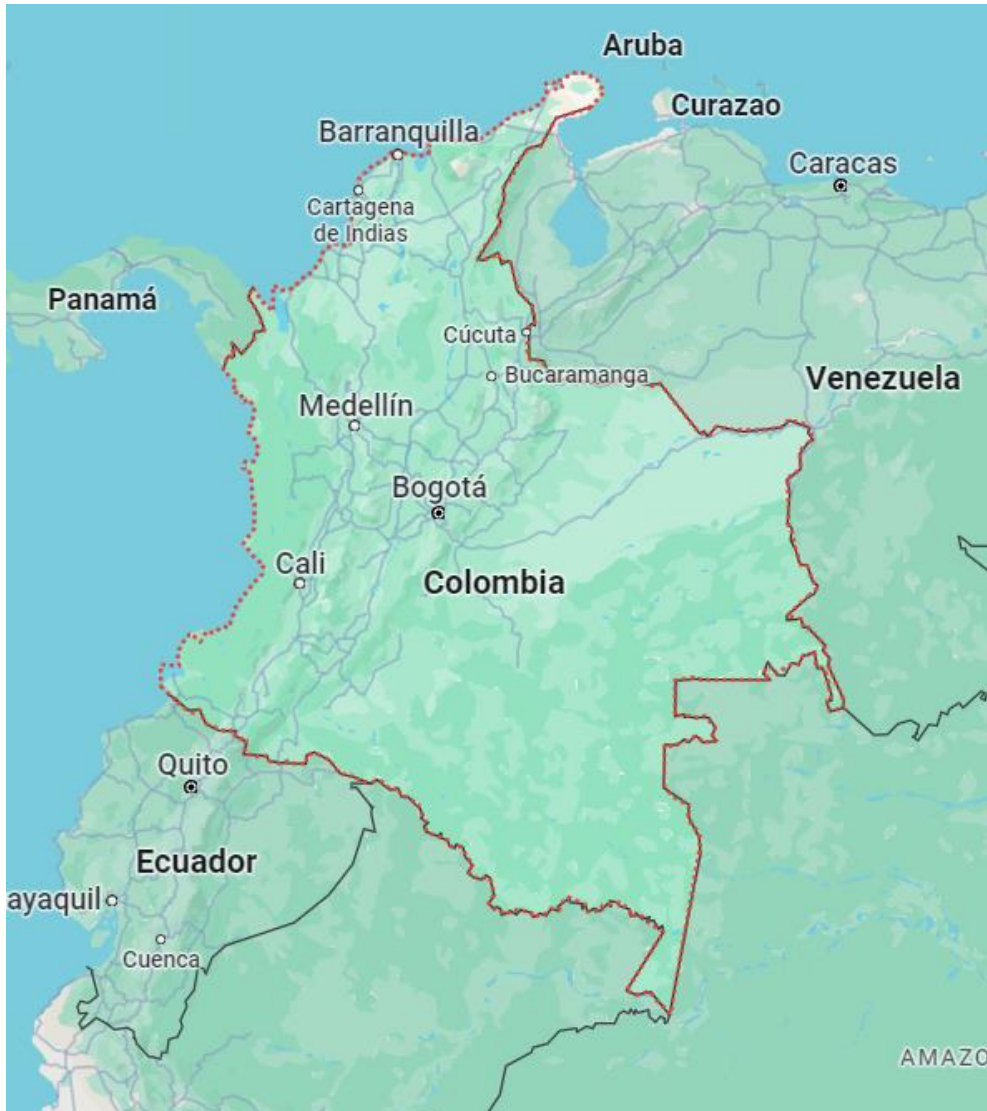 Aruba
Curazao
Barranquilla
Caracas
Cartagena
de Indias
Panamá
Cúcuta
Bucaramanga
Venezuela
Medellín
Bogotá
Cali
Colombia
Quito
Ecuador
ayaquil
Cuenca
AMAZO